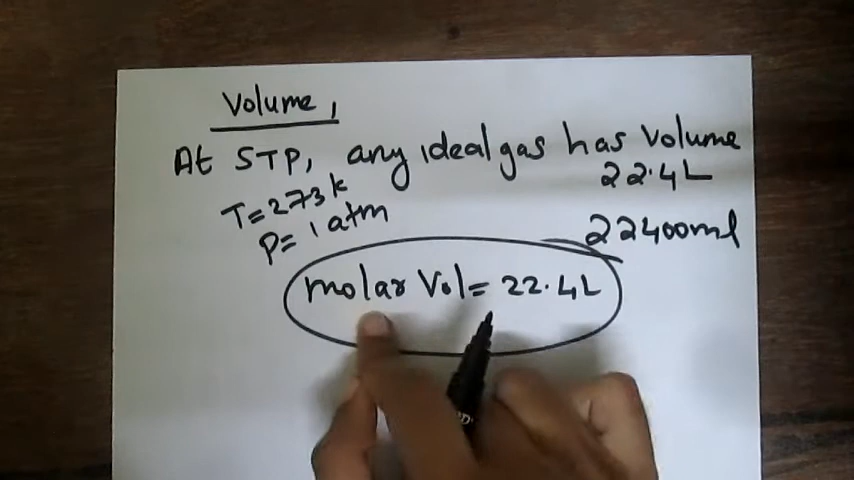 Volume,
At STP, any ideal gas has Volume
22.4L
T=273k
P= 1 atm
22400ml
molar Vol= 22.4L